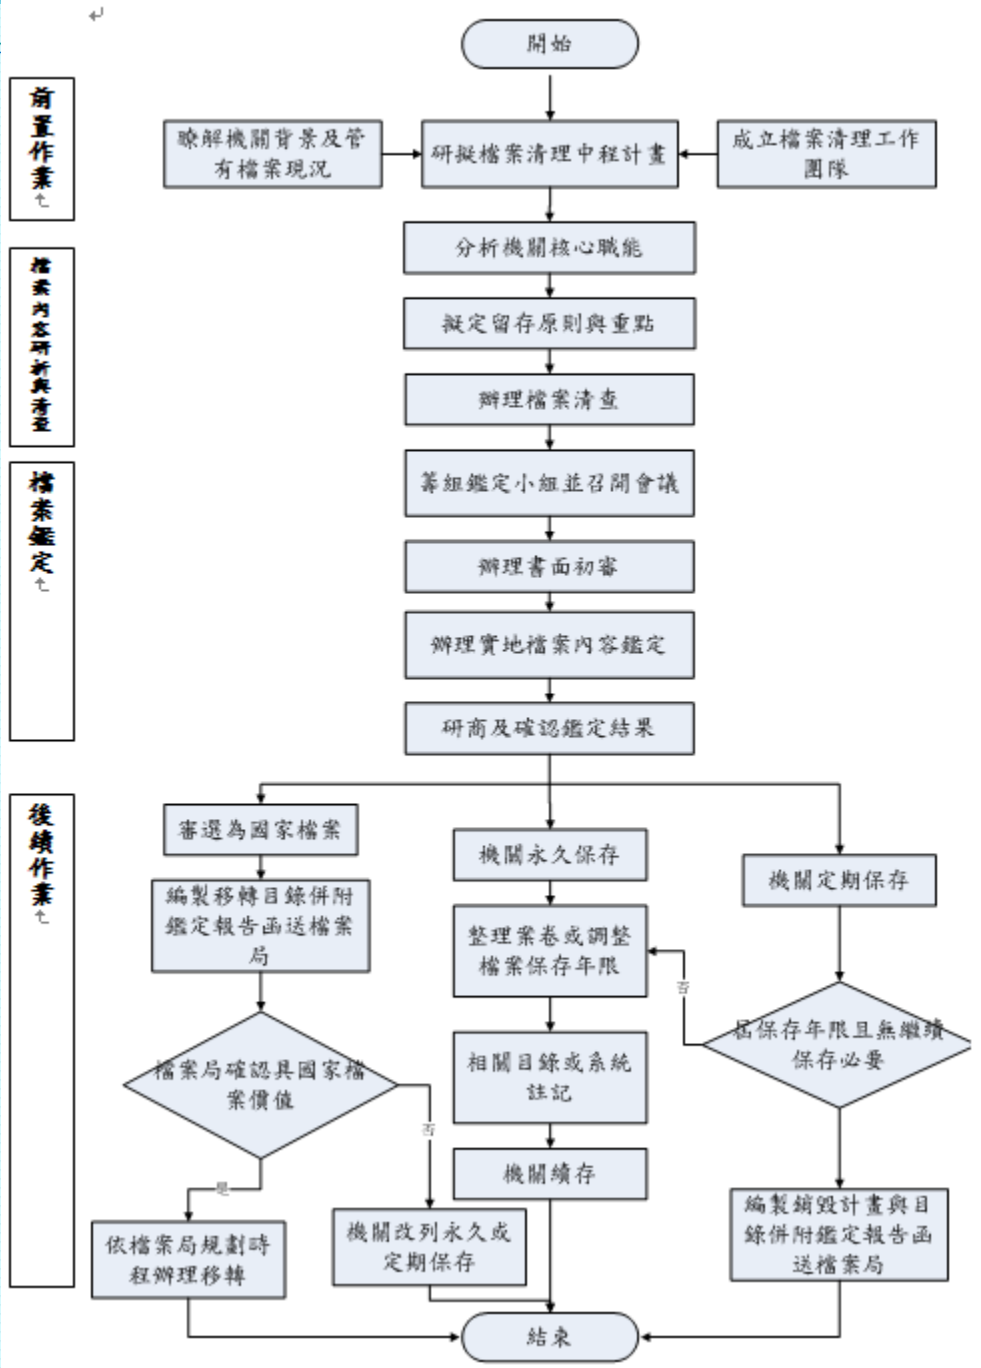 開始
前置作業
瞭解機關背景及管
有檔案現況
研擬檔案清理中程計畫
成立檔案清理工作
團隊
檔案內容研析與清查
分析機關核心職能
擬定留存原則與重點
辦理檔案清查
檔案鑑定
籌組鑑定小組並召開會議
辦理書面初審
辦理實地檔案內容鑑定
研商及確認鑑定結果
後續作業
審選為國家檔案
編製移轉目錄併附
鑑定報告函送檔案
局
檔案局確認具國家檔
案價值
是
依檔案局規劃時
程辦理移轉
否
機關改列永久或
定期保存
機關永久保存
整理案卷或調整
檔案保存年限
相關目錄或系統
註記
機關續存
機關定期保存
否
屆保存年限且無繼續
保存必要
編製銷毀計畫與目
錄併附鑑定報告函
送檔案局
結束